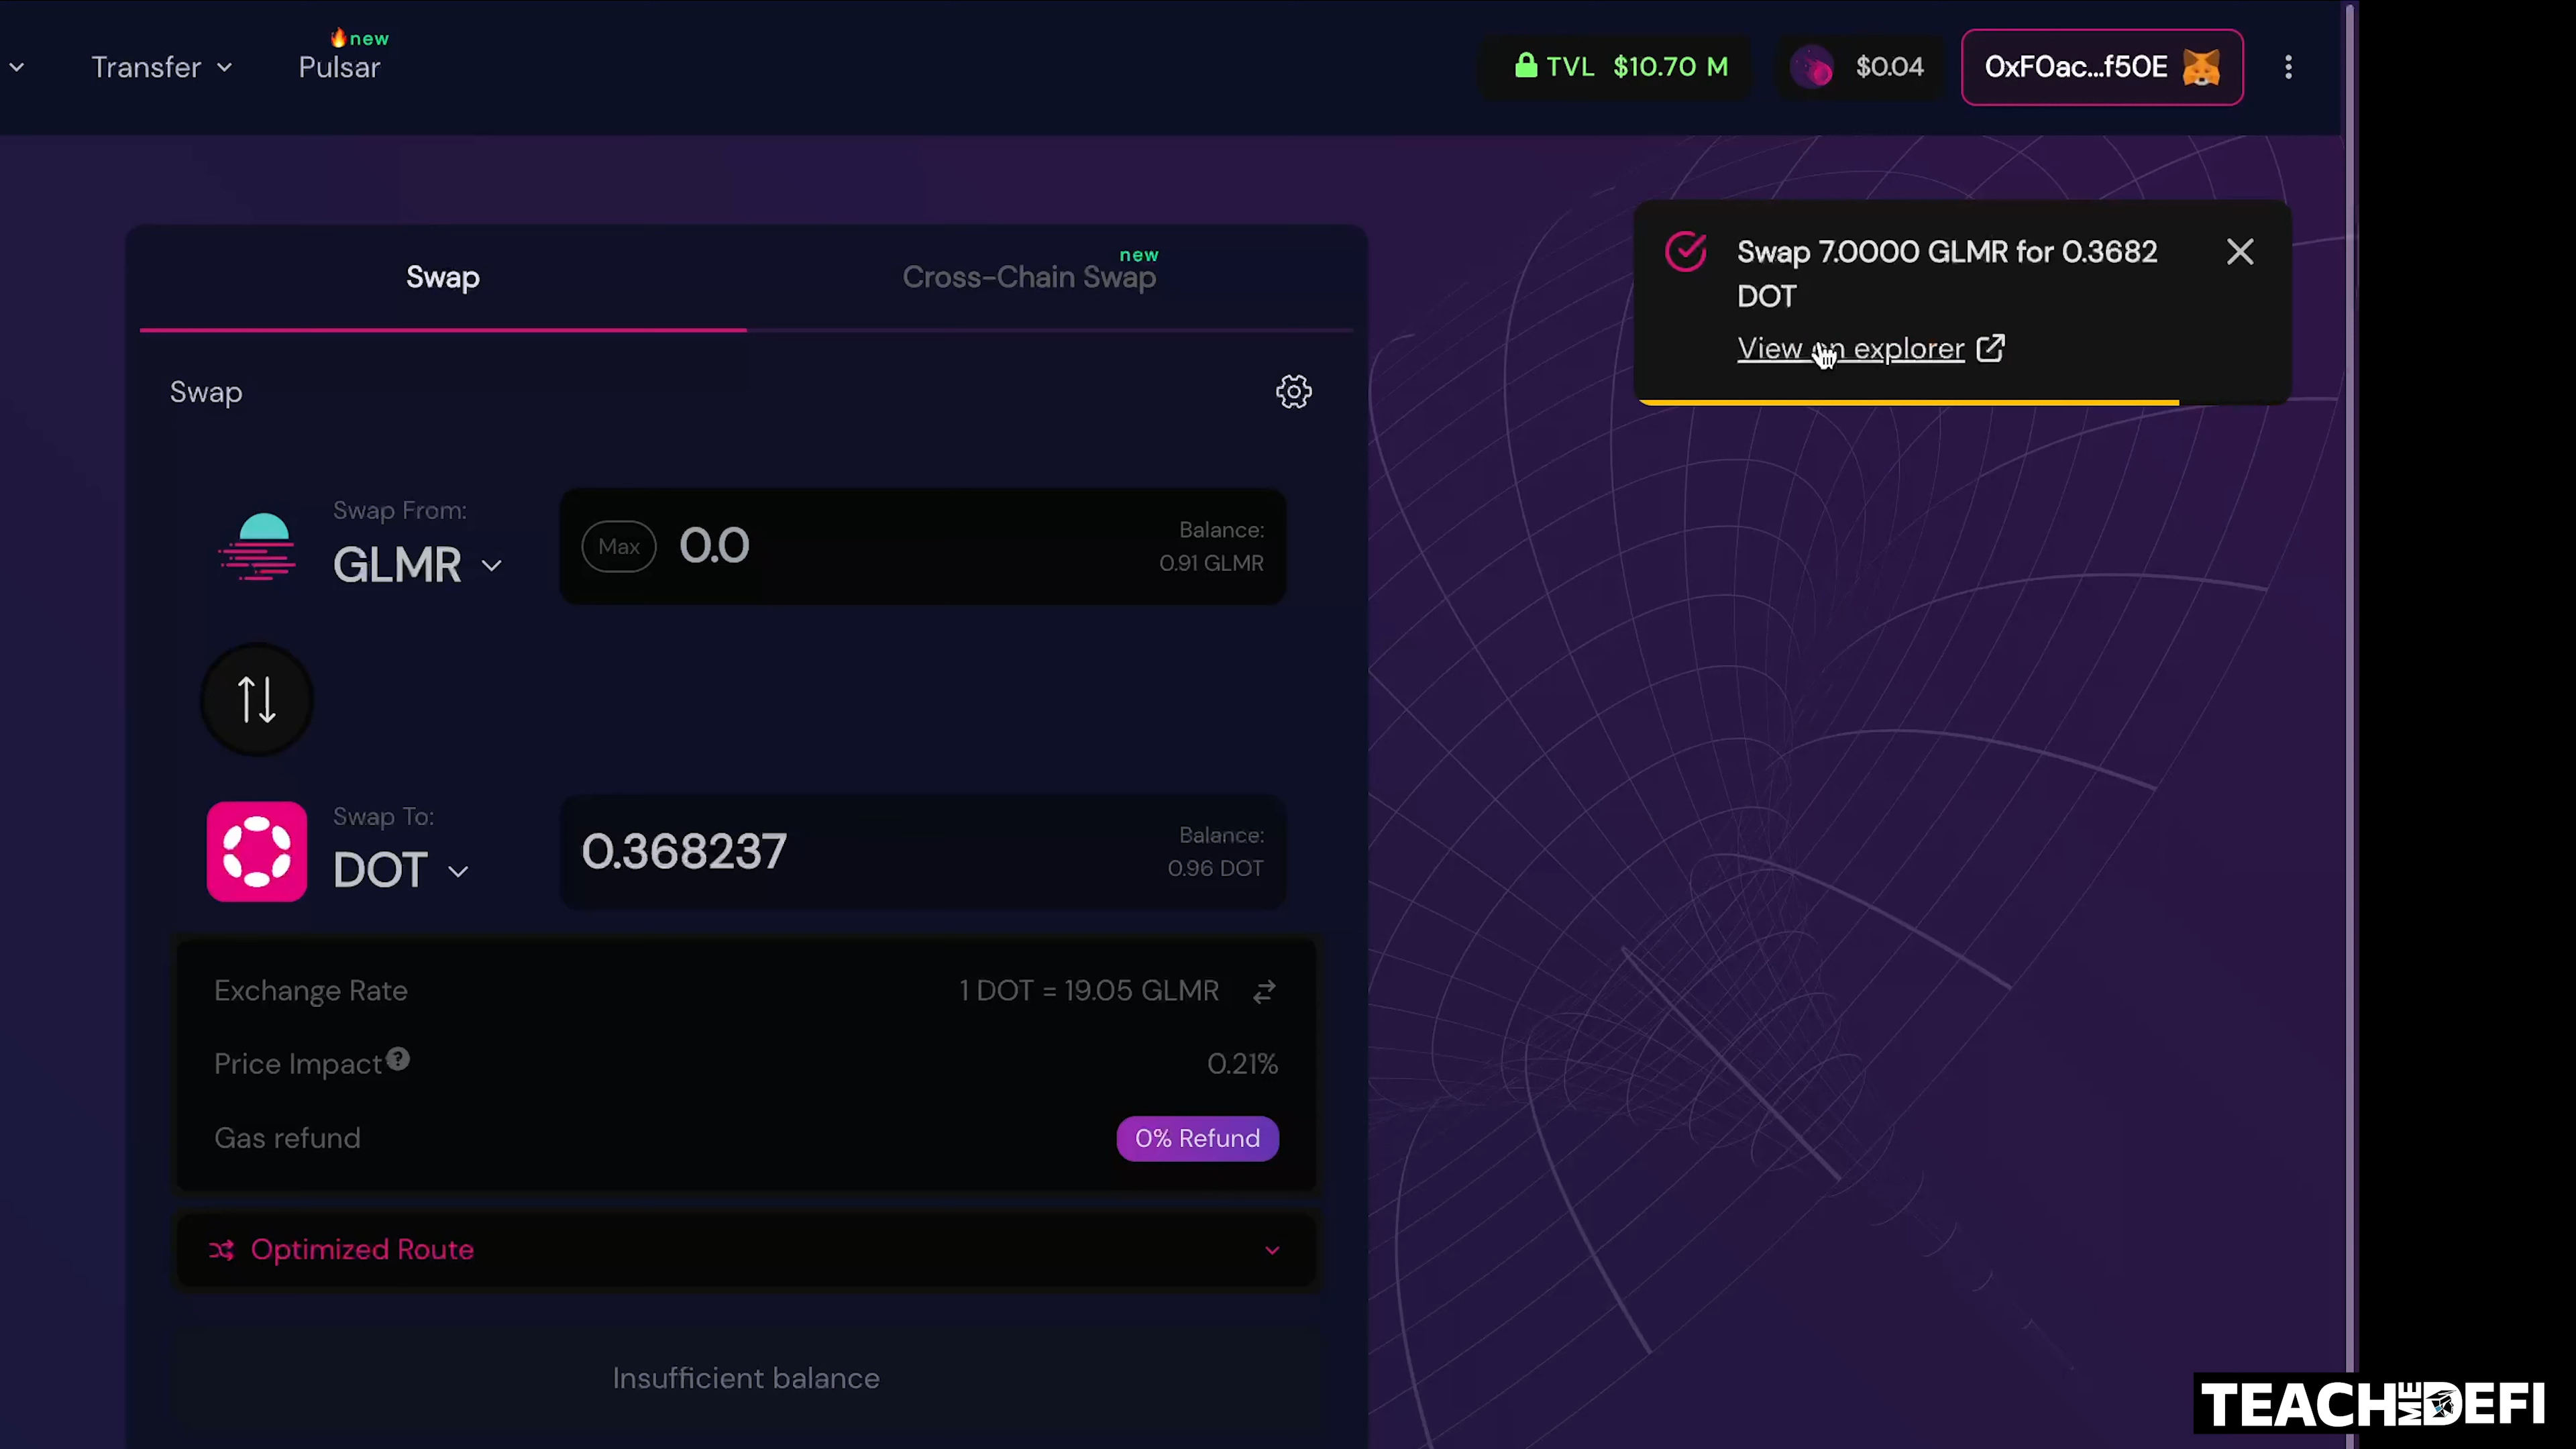 Transfer
new
Pulsar
TVL $10.70 M
$0.04
0xF0ac...f50E
Swap
new
Cross-Chain Swap
Swap 7.0000 GLMR for 0.3682
DOT
View on explorer
Swap
Swap From:
GLMR
Max
0.0
Balance:
0.91 GLMR
Swap To:
DOT
0.368237
Balance:
0.96 DOT
Exchange Rate
1 DOT = 19.05 GLMR
Price Impact
0.21%
Gas refund
0% Refund
Optimized Route
Insufficient balance
TEACH ME DEFI